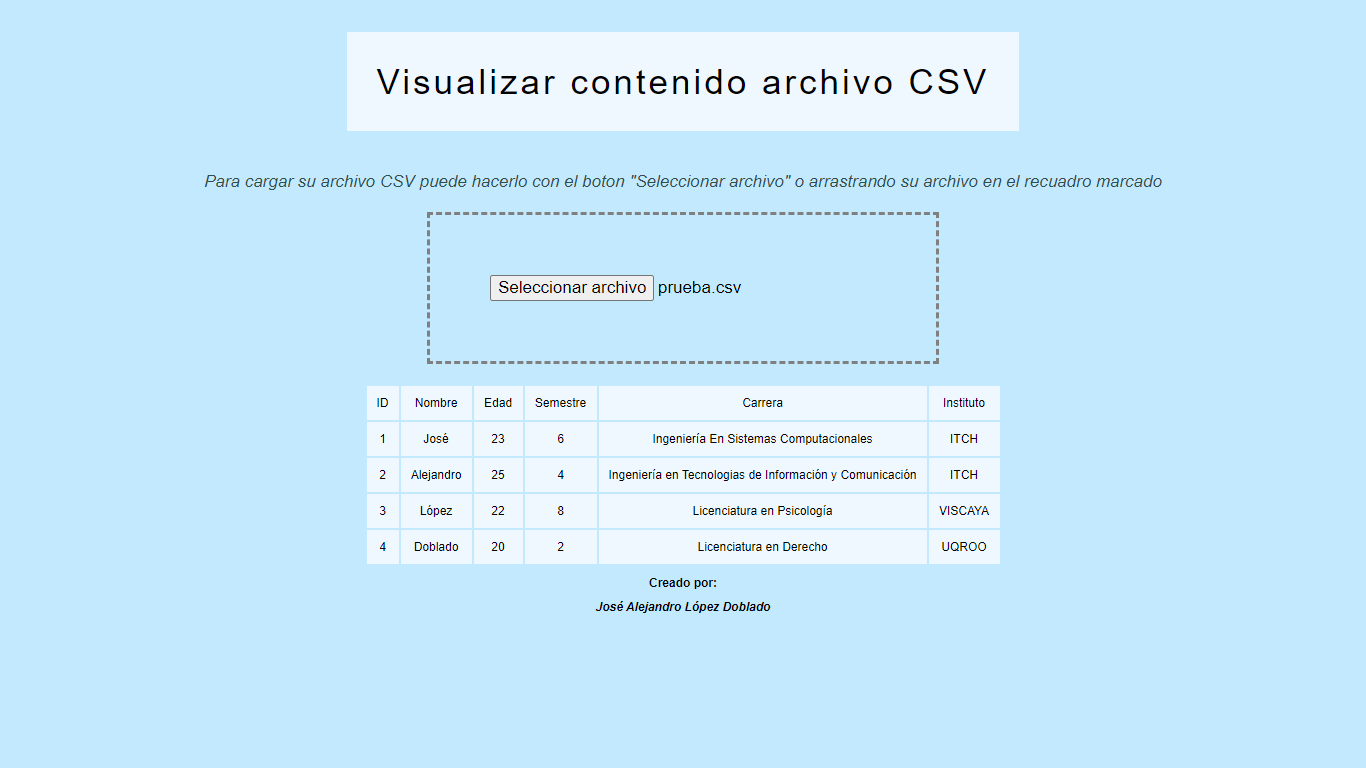 Visualizar contenido archivo CSV
Para cargar su archivo CSV puede hacerlo con el boton "Seleccionar archivo" o arrastrando su archivo en el recuadro marcado
Seleccionar archivo prueba.csv
ID Nombre Edad Semestre Carrera Instituto
1 José 23 6 Ingeniería En Sistemas Computacionales ITCH
2 Alejandro 25 4 Ingeniería en Tecnologias de Información y Comunicación ITCH
3 López 22 8 Licenciatura en Psicología VISCAYA
4 Doblado 20 2 Licenciatura en Derecho UQROO
Creado por:
José Alejandro López Doblado